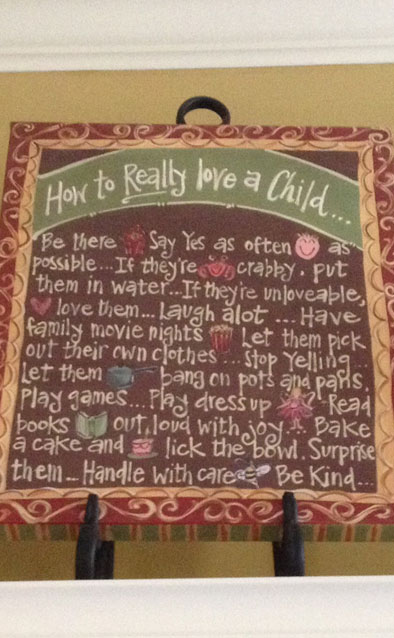 How to Really love a Child...
Be there Say Yes as often as
possible... If they're crabby. put
them in water... If they're unloveable,
love them... Laugh alot ... Have
family movie nights Let them pick
out their own clothes ... Stop Yelling...
Let them bang on pots and pans.
Play games... Play dress up Read
books out loud with joy... Bake
a cake and lick the bowl. Surprise
them... Handle with care Be Kind...